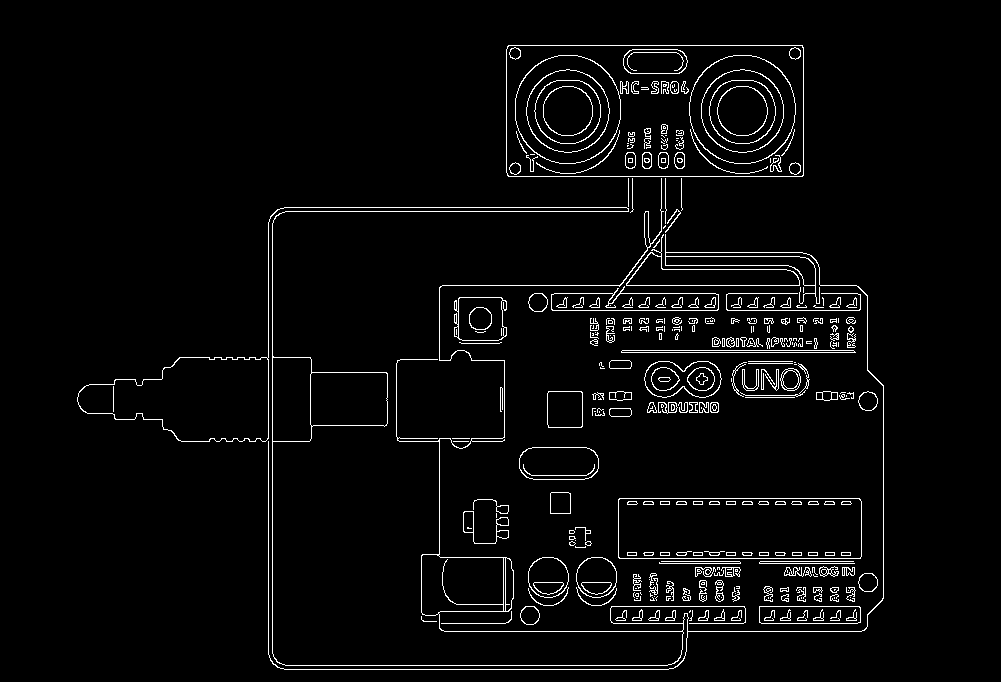 HC-SR04
VCC TRIG ECHO GND
T R
AREF GND 13 12 ~11 ~10 ~9 8 7 ~6 ~5 4 ~3 2 TX→1 RX←0
DIGITAL (PWM~)
L
TX
RX
UNO
ON
ARDUINO
POWER ANALOG IN
IOREF RESET 3.3V 5V GND GND Vin A0 A1 A2 A3 A4 A5